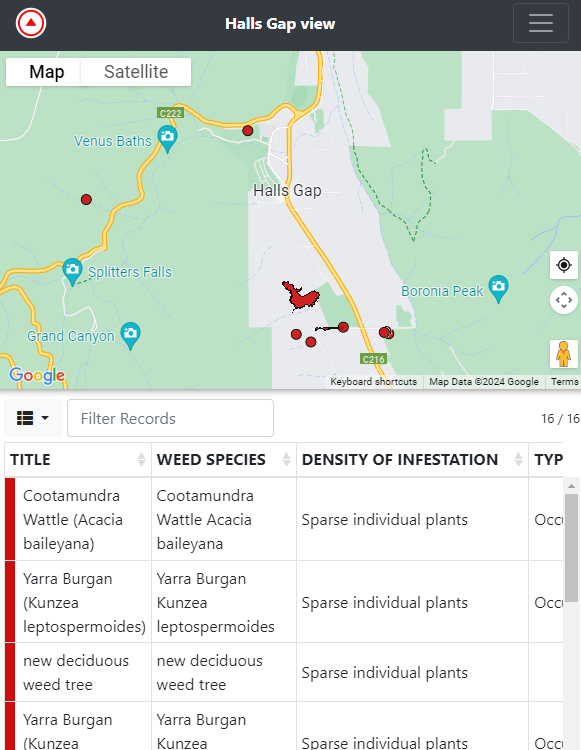 Halls Gap view
Map
Satellite
C222
Venus Baths
Halls Gap
Splitters Falls
Boronia Peak
Grand Canyon
C216
Google
Keyboard shortcuts
Map Data ©2024 Google
Terms
Filter Records
16 / 16
TITLE
WEED SPECIES
DENSITY OF INFESTATION
TYP
Cootamundra
Wattle (Acacia
baileyana)
Cootamundra
Wattle Acacia
baileyana
Sparse individual plants
Occu
Yarra Burgan
(Kunzea
leptospermoides)
Yarra Burgan
Kunzea
leptospermoides
Sparse individual plants
Occu
new deciduous
weed tree
new deciduous
weed tree
Sparse individual plants
Yarra Burgan
(Kunzea
Yarra Burgan
Kunzea
Sparse individual plants
Occu